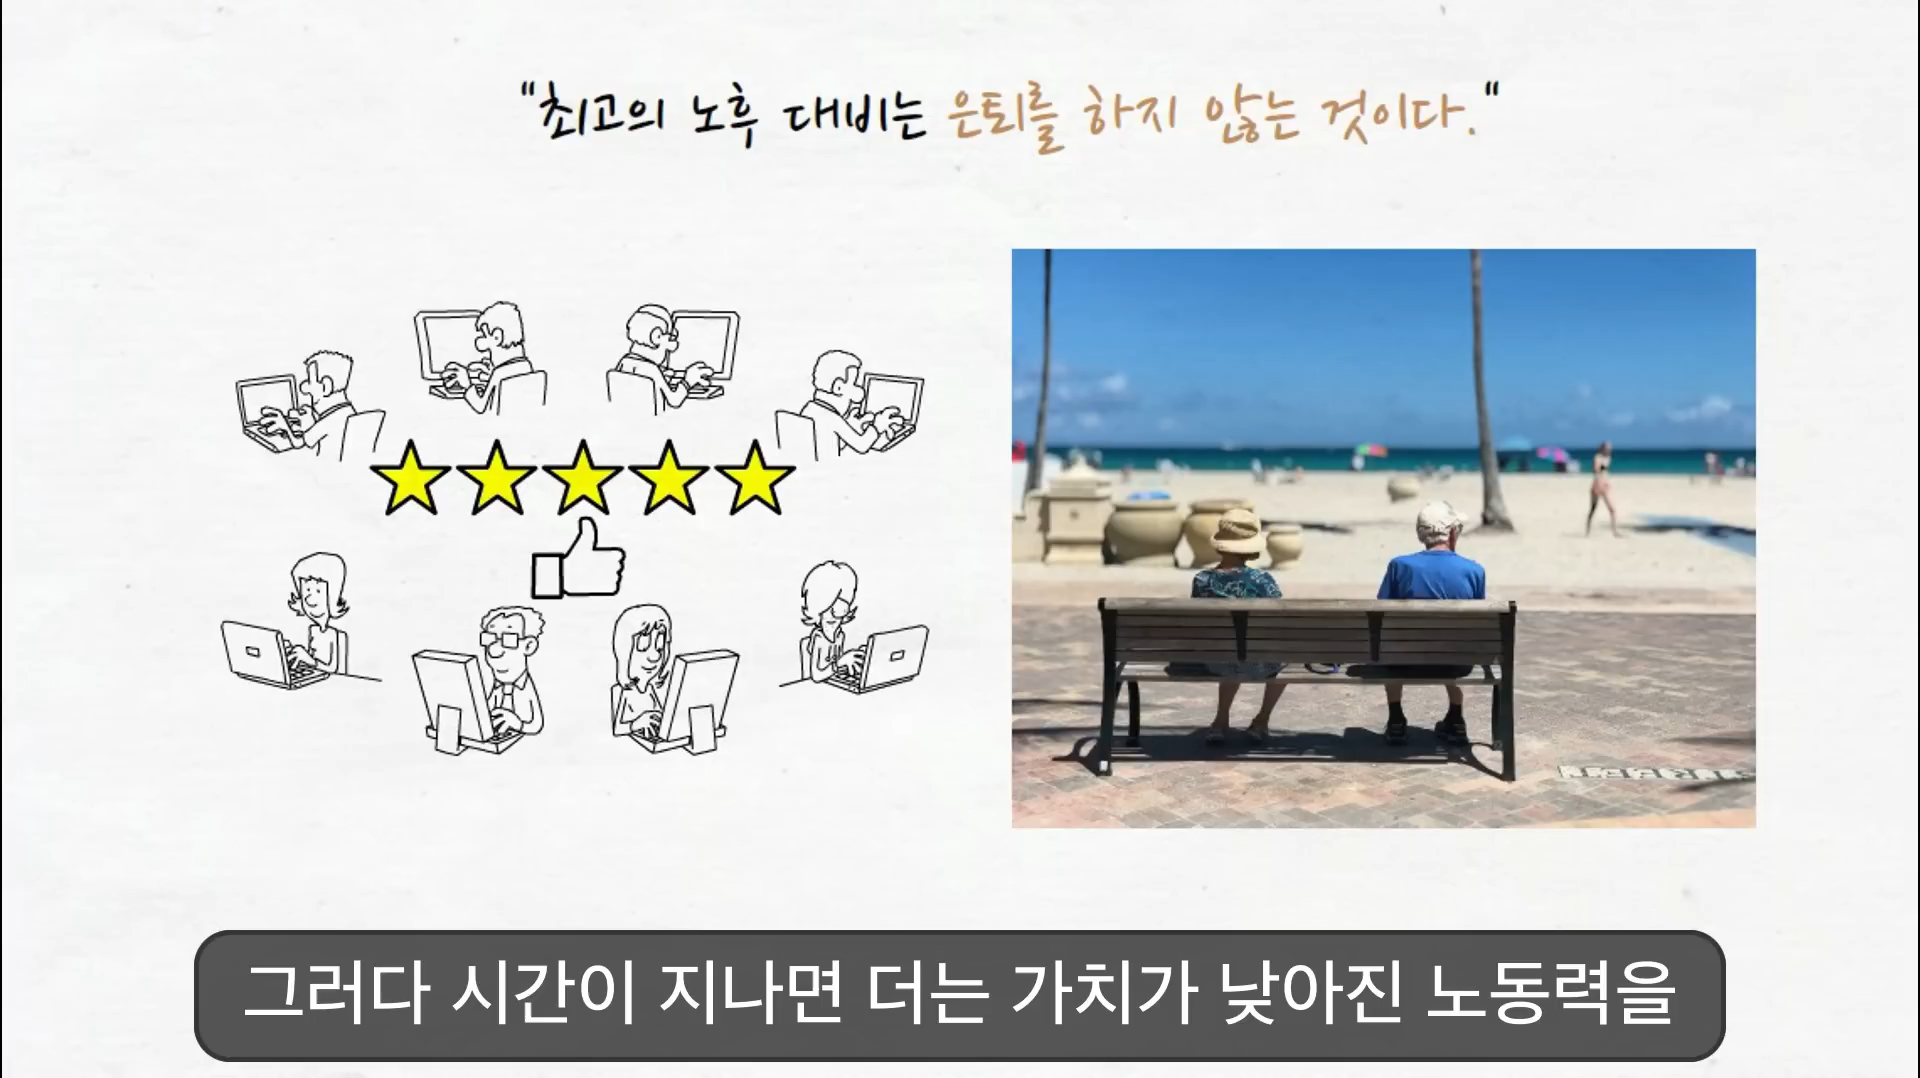 "최고의 노후 대비는 은퇴를 하지 않는 것이다."
그러다 시간이 지나면 더는 가치가 낮아진 노동력을